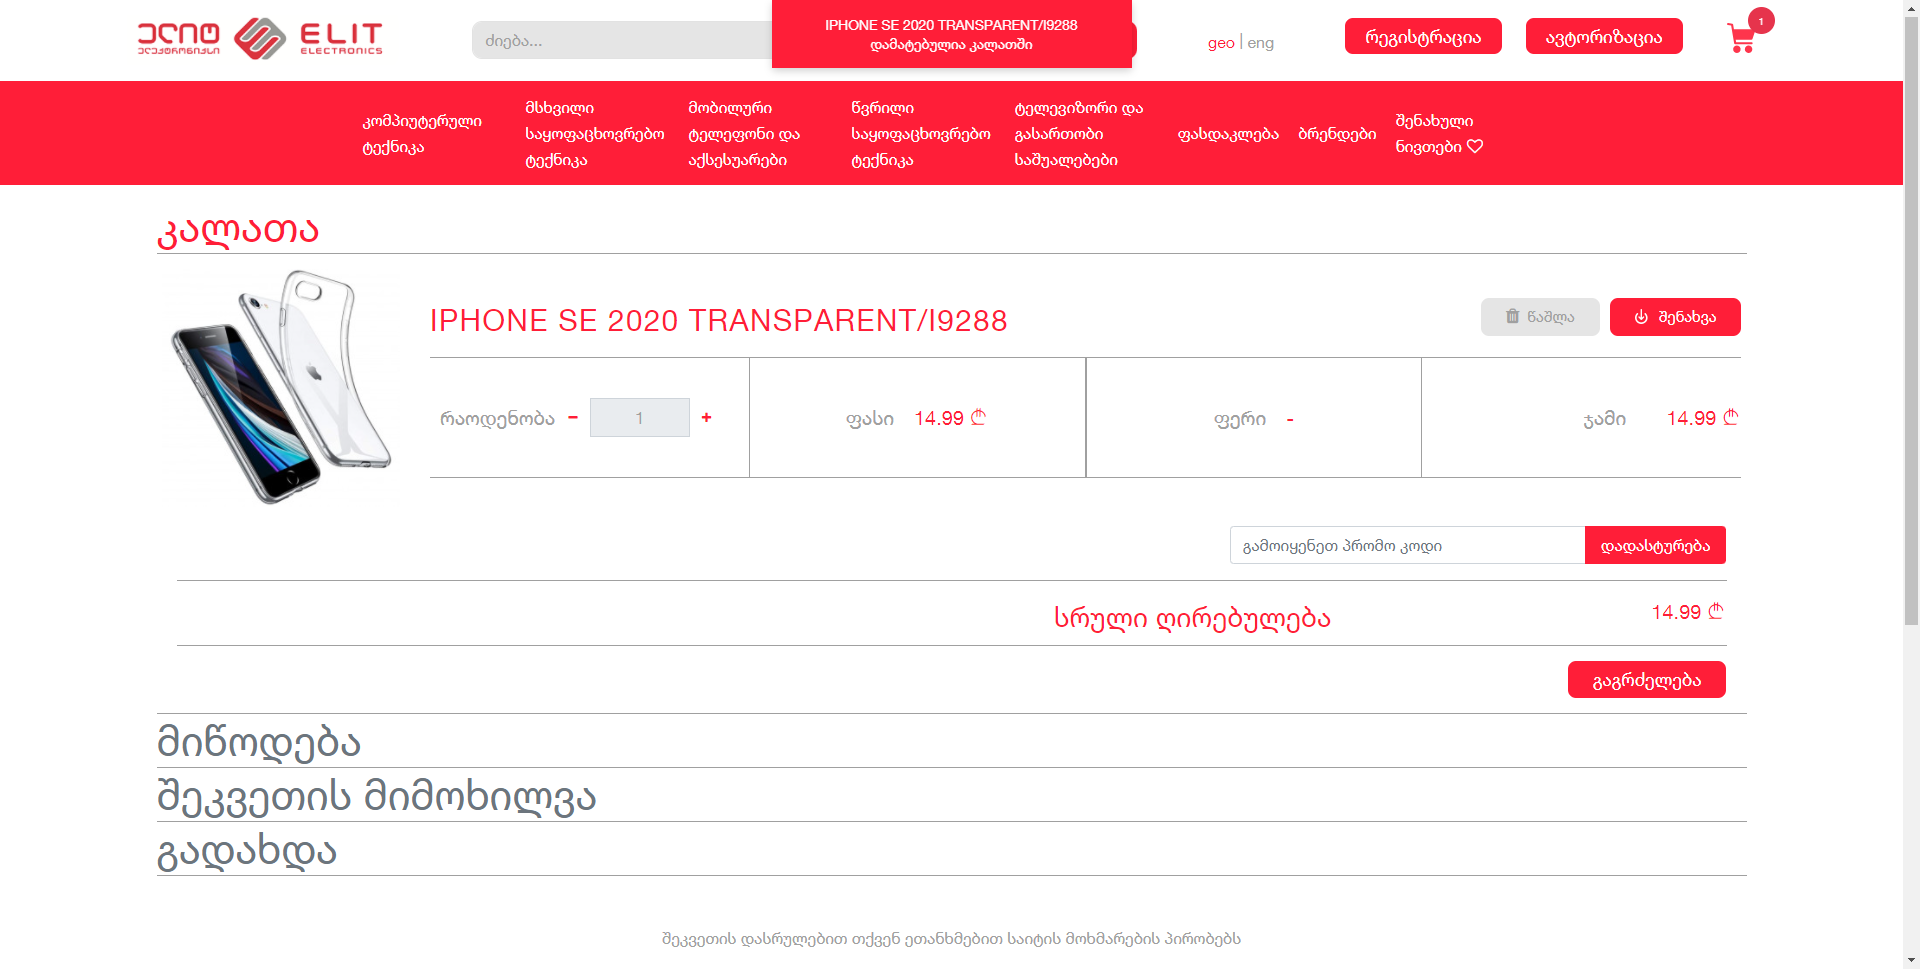 ელიტ
ელექტრონიქსი
ELIT
ELECTRONICS
ძიება...
IPHONE SE 2020 TRANSPARENT/I9288
დამატებულია კალათში
geo | eng
რეგისტრაცია
ავტორიზაცია
1
კომპიუტერული
ტექნიკა
მსხვილი
საყოფაცხოვრებო
ტექნიკა
მობილური
ტელეფონი და
აქსესუარები
წვრილი
საყოფაცხოვრებო
ტექნიკა
ტელევიზორი და
გასართობი
საშუალებები
ფასდაკლება
ბრენდები
შენახული
ნივთები
კალათა
IPHONE SE 2020 TRANSPARENT/I9288
წაშლა
შენახვა
რაოდენობა - 1 +
ფასი 14.99 ₾
ფერი -
ჯამი 14.99 ₾
გამოიყენეთ პრომო კოდი
დადასტურება
სრული ღირებულება 14.99 ₾
გაგრძელება
მიწოდება
შეკვეთის მიმოხილვა
გადახდა
შეკვეთის დასრულებით თქვენ ეთანხმებით საიტის მოხმარების პირობებს